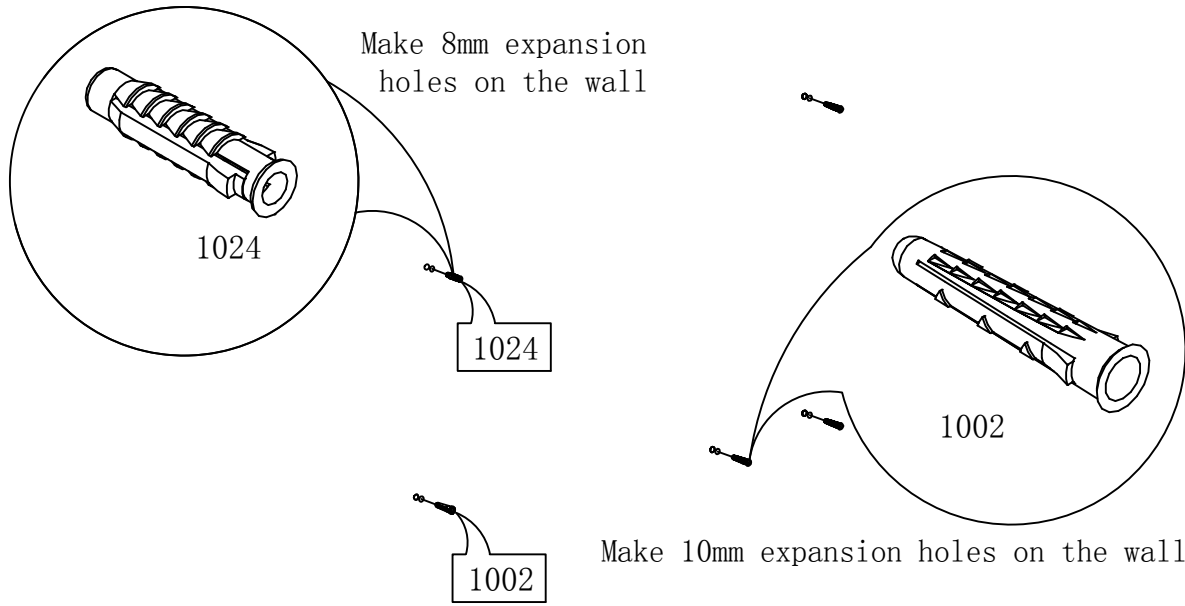 Make 8mm expansion
holes on the wall
1024
1024
1002
1002
Make 10mm expansion holes on the wall